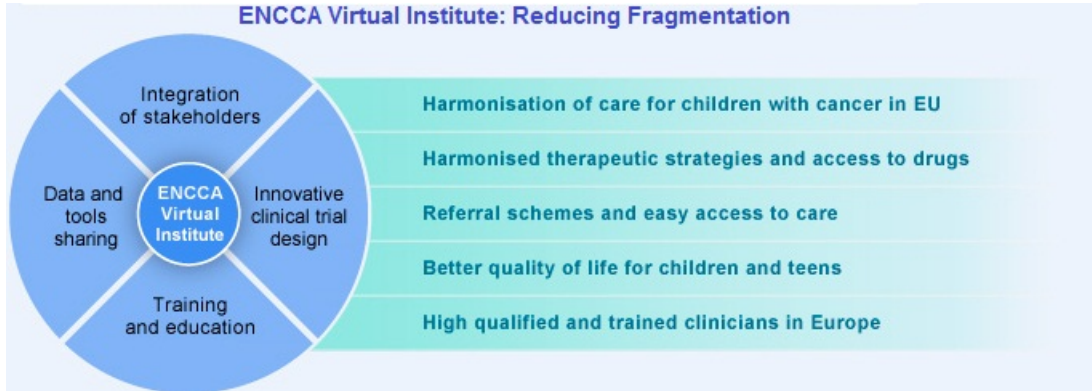 ENCCA Virtual Institute: Reducing Fragmentation
Integration
of stakeholders
Data and
tools
sharing
ENCCA
Virtual
Institute
Innovative
clinical trial
design
Training
and education
Harmonisation of care for children with cancer in EU
Harmonised therapeutic strategies and access to drugs
Referral schemes and easy access to care
Better quality of life for children and teens
High qualified and trained clinicians in Europe